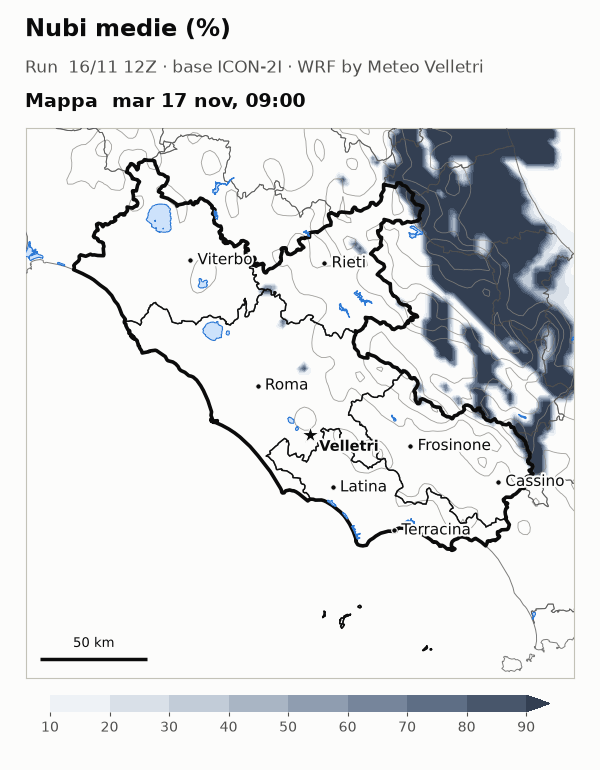 Nubi medie (%)
Run 16/11 12Z · base ICON-2I · WRF by Meteo Velletri
Mappa mar 17 nov, 09:00
Viterbo
Rieti
Roma
Velletri
Frosinone
Latina
Cassino
Terracina
50 km
10 20 30 40 50 60 70 80 90